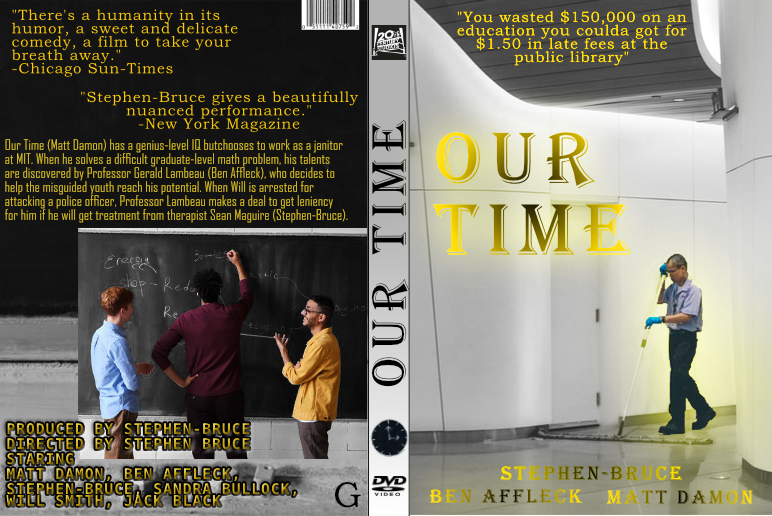 "There's a humanity in its
humor, a sweet and delicate
comedy, a film to take your
breath away."
-Chicago Sun-Times
"Stephen-Bruce gives a beautifully
nuanced performance."
-New York Magazine
Our Time (Matt Damon) has a genius-level IQ butchooses to work as a janitor
at MIT. When he solves a difficult graduate-level math problem, his talents
are discovered by Professor Gerald Lambeau (Ben Affleck), who decides to
help the misguided youth reach his potential. When Will is arrested for
attacking a police officer, Professor Lambeau makes a deal to get leniency
for him if he will get treatment from therapist Sean Maguire (Stephen-Bruce).
Energy
stop - Redu
Re
PRODUCED BY STEPHEN-BRUCE
DIRECTED BY STEPHEN BRUCE
STARING
MATT DAMON, BEN AFFLECK,
STEPHEN-BRUCE, SANDRA BULLOCK,
WILL SMITH, JACK BLACK
G
20th
CENTURY
OUR TIME
DVD
VIDEO
"You wasted $150,000 on an
education you coulda got for
$1.50 in late fees at the
public library"
OUR
TIME
STEPHEN-BRUCE
BEN AFFLECK MATT DAMON